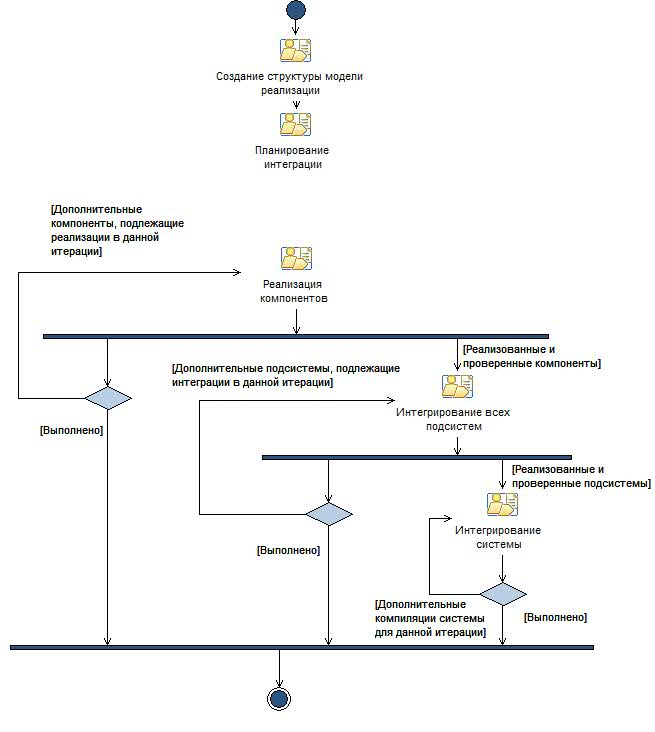 Создание структуры модели
реализации
Планирование
интеграции
[Дополнительные
компоненты, подлежащие
реализации в данной
итерации]
Реализация
компонентов
[Реализованные и
проверенные компоненты]
[Дополнительные подсистемы, подлежащие
интеграции в данной итерации]
Интегрирование всех
подсистем
[Выполнено]
[Реализованные и
проверенные подсистемы]
Интегрирование
системы
[Выполнено]
[Дополнительные
компиляции системы
для данной итерации]
[Выполнено]